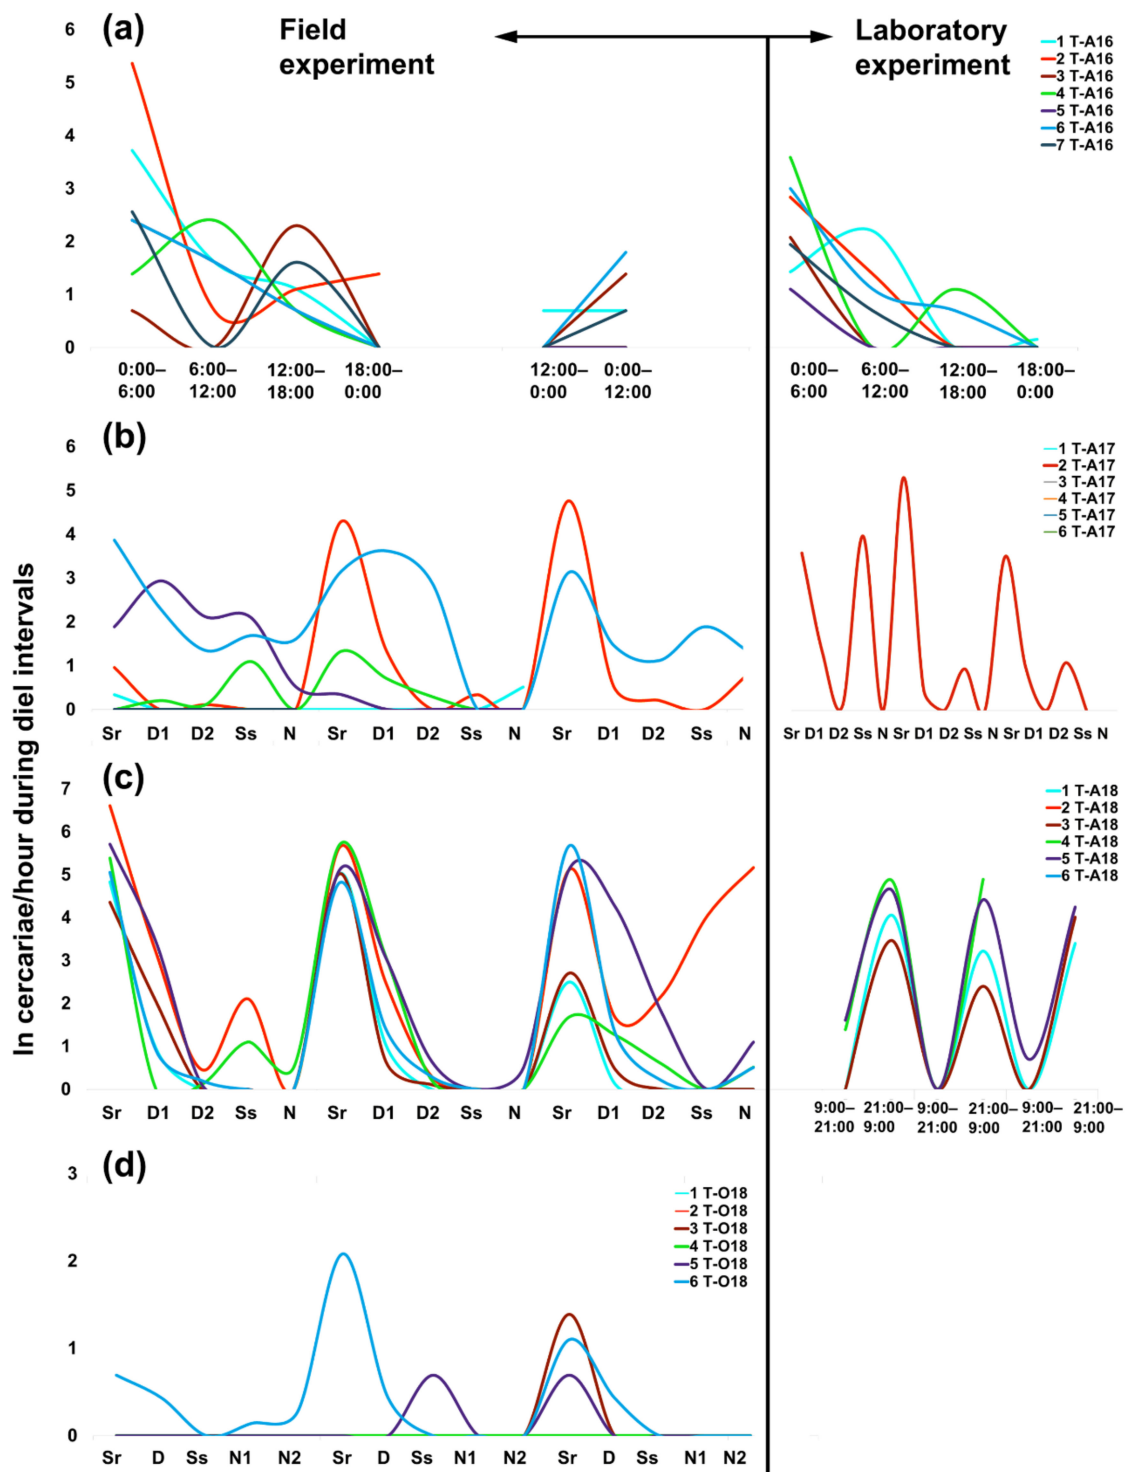 (a)
Field
experiment
Laboratory
experiment
1 T-A16
2 T-A16
3 T-A16
4 T-A16
5 T-A16
6 T-A16
7 T-A16
6
5
4
3
2
1
0
0:00– 6:00– 12:00– 18:00–
6:00 12:00 18:00 0:00
12:00– 0:00–
0:00 12:00
0:00– 6:00– 12:00– 18:00–
6:00 12:00 18:00 0:00
(b)
1 T-A17
2 T-A17
3 T-A17
4 T-A17
5 T-A17
6 T-A17
6
5
4
3
2
1
0
Sr D1 D2 Ss N Sr D1 D2 Ss N Sr D1 D2 Ss N
Sr D1 D2 Ss N Sr D1 D2 Ss N Sr D1 D2 Ss N
ln cercariae/hour during diel intervals
(c)
1 T-A18
2 T-A18
3 T-A18
4 T-A18
5 T-A18
6 T-A18
7
6
5
4
3
2
1
0
Sr D1 D2 Ss N Sr D1 D2 Ss N Sr D1 D2 Ss N
9:00– 21:00– 9:00– 21:00– 9:00– 21:00–
21:00 9:00 21:00 9:00 21:00 9:00
(d)
1 T-O18
2 T-O18
3 T-O18
4 T-O18
5 T-O18
6 T-O18
3
2
1
0
Sr D Ss N1 N2 Sr D Ss N1 N2 Sr D Ss N1 N2